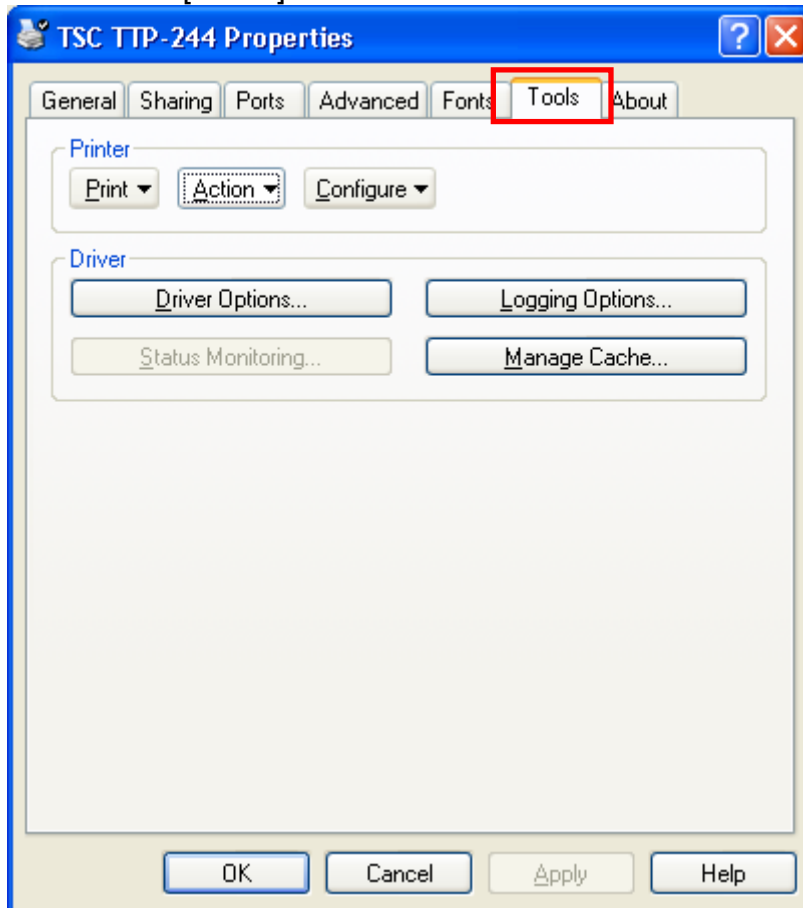 TSC TTP-244 Properties
General Sharing Ports Advanced Fonts Tools About
Printer
Print Action Configure
Driver
Driver Options... Logging Options...
Status Monitoring... Manage Cache...
OK Cancel Apply Help